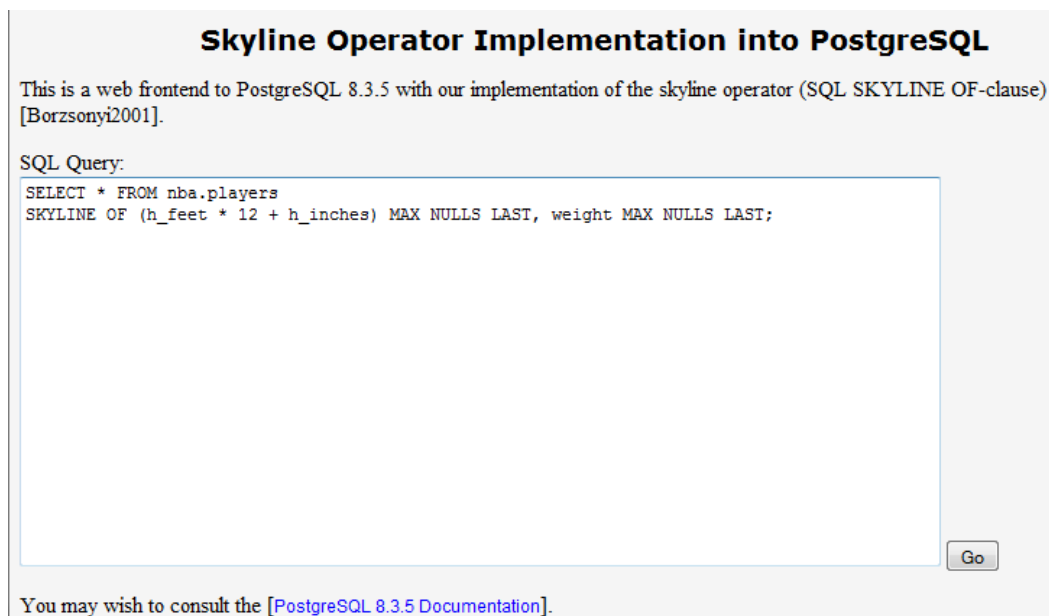 Skyline Operator Implementation into PostgreSQL
This is a web frontend to PostgreSQL 8.3.5 with our implementation of the skyline operator (SQL SKYLINE OF-clause)
[Borzsonyi2001].
SQL Query:
SELECT * FROM nba.players
SKYLINE OF (h_feet * 12 + h_inches) MAX NULLS LAST, weight MAX NULLS LAST;
Go
You may wish to consult the [PostgreSQL 8.3.5 Documentation].